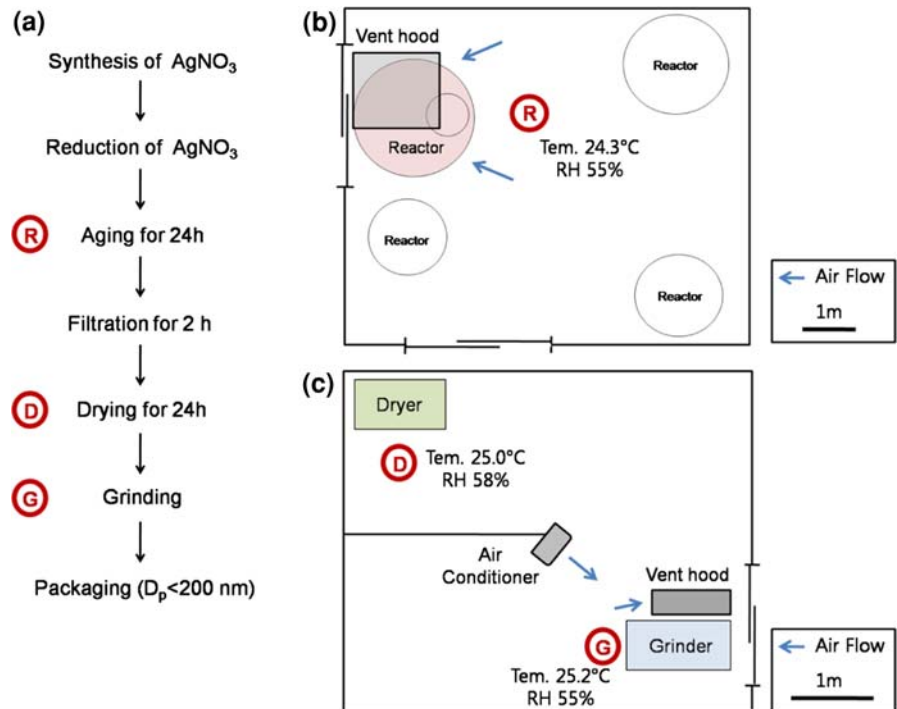 (a)
Synthesis of AgNO₃
Reduction of AgNO₃
R
Aging for 24h
Filtration for 2 h
D
Drying for 24h
G
Grinding
Packaging (Dₚ<200 nm)
(b)
Vent hood
Reactor
Reactor
R
Tem. 24.3°C
RH 55%
Reactor
Reactor
Air Flow
1m
(c)
Dryer
D
Tem. 25.0°C
RH 58%
Air
Conditioner
Vent hood
G
Grinder
Tem. 25.2°C
RH 55%
Air Flow
1m